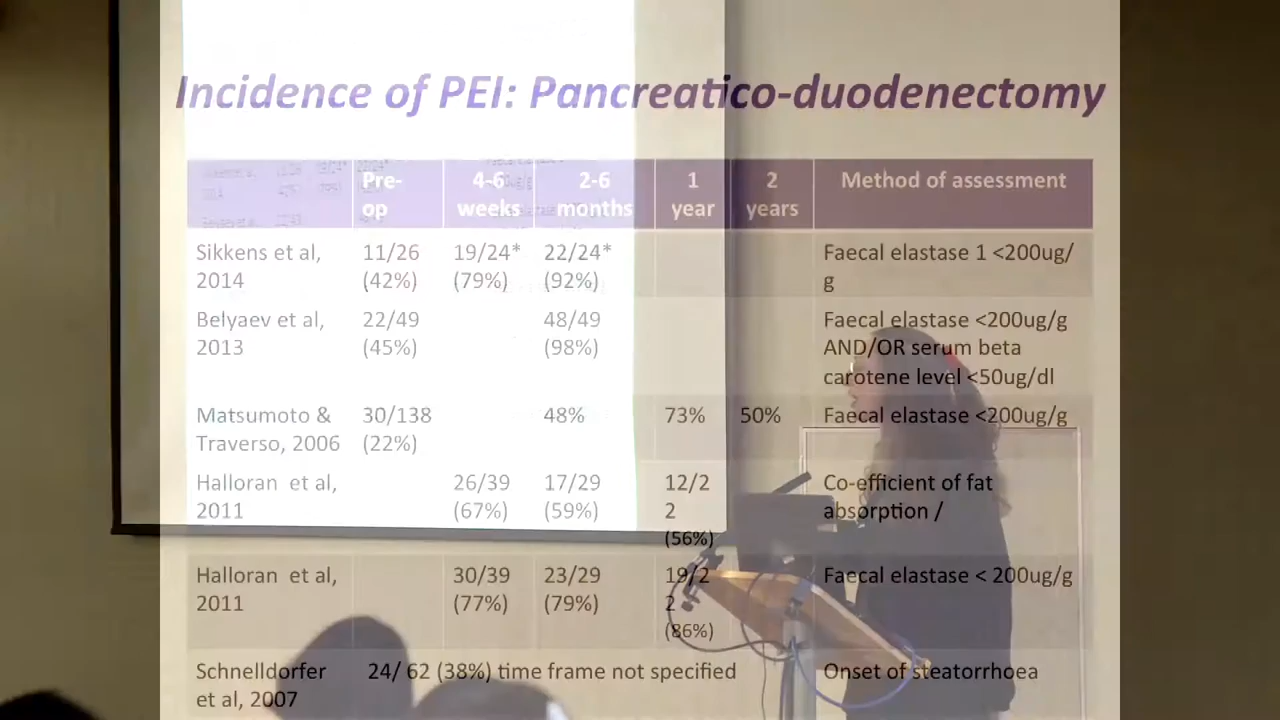 Incidence of PEI: Pancreatico-duodenectomy
Pre-op 4-6 weeks 2-6 months 1 year 2 years Method of assessment
Sikkens et al, 11/26 19/24* 22/24* Faecal elastase 1 <200ug/
2014 (42%) (79%) (92%) g
Belyaev et al, 22/49 48/49 Faecal elastase <200ug/g
2013 (45%) (98%) AND/OR serum beta
carotene level <50ug/dl
Matsumoto & 30/138 48% 73% 50% Faecal elastase <200ug/g
Traverso, 2006 (22%)
Halloran et al, 26/39 17/29 12/2 Co-efficient of fat
2011 (67%) (59%) 2 absorption /
(56%)
Halloran et al, 30/39 23/29 19/2 Faecal elastase < 200ug/g
2011 (77%) (79%) 2
(86%)
Schnelldorfer 24/ 62 (38%) time frame not specified Onset of steatorrhoea
et al, 2007